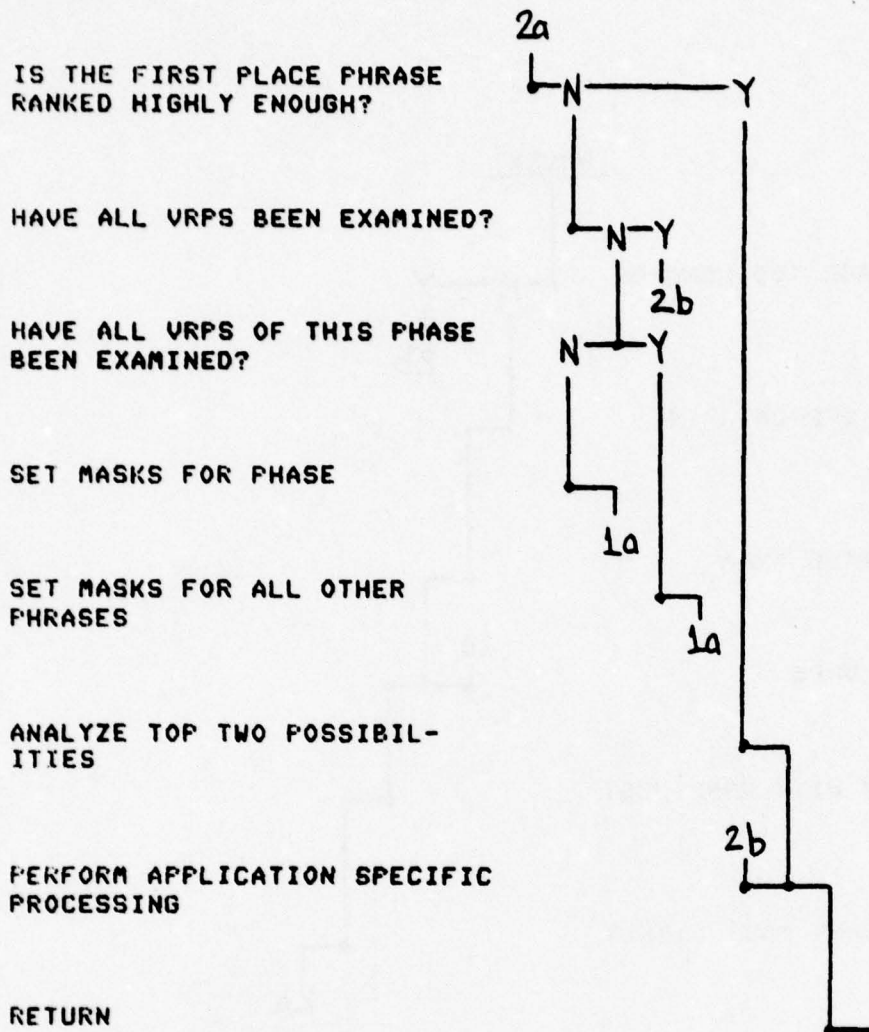 2a
IS THE FIRST PLACE PHRASE
RANKED HIGHLY ENOUGH?
N Y
HAVE ALL VRPS BEEN EXAMINED?
N Y
2b
HAVE ALL VRPS OF THIS PHASE
BEEN EXAMINED?
N Y
SET MASKS FOR PHASE
1a
SET MASKS FOR ALL OTHER
PHRASES
1a
ANALYZE TOP TWO POSSIBIL-
ITIES
2b
PERFORM APPLICATION SPECIFIC
PROCESSING
RETURN